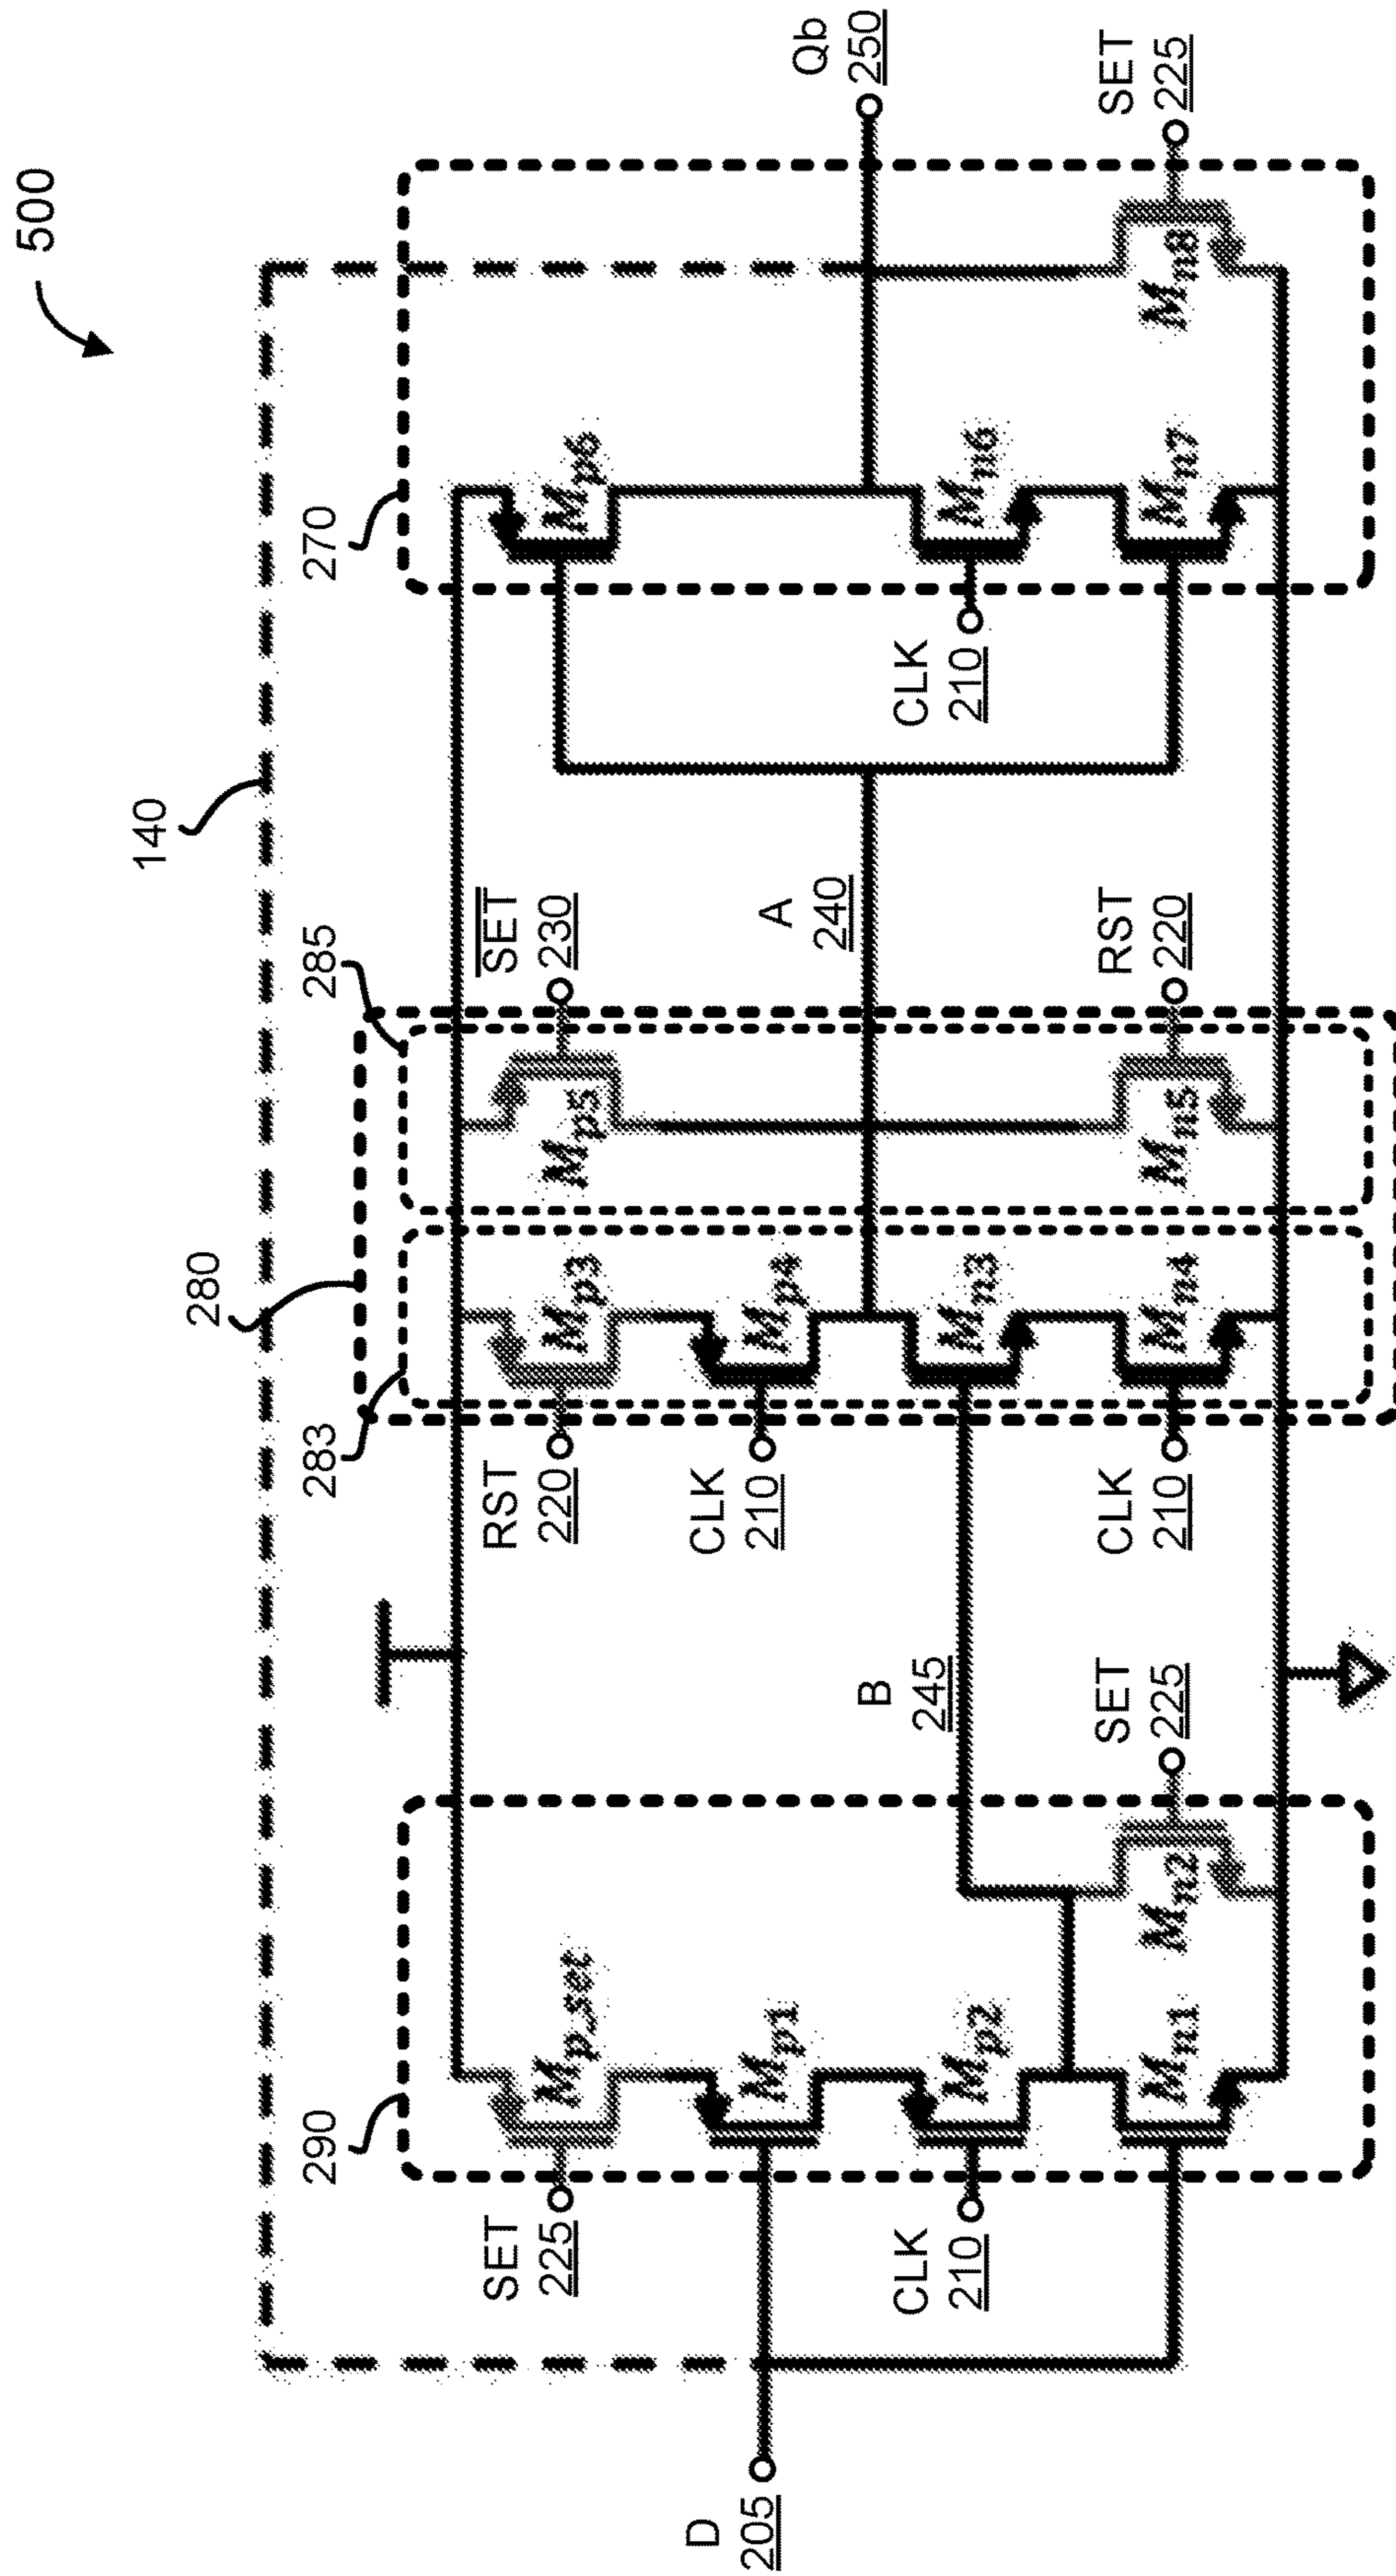 500
140
280
290
283
285
270
SET
225
RST
220
SET
230
M_p_set
M_p3
M_p5
M_p6
D
205
CLK
210
M_p1
M_p4
A
240
Qb
250
B
245
CLK
210
M_p2
M_n3
CLK
210
M_n6
SET
225
CLK
210
RST
220
SET
225
M_n1
M_n2
M_n4
M_n5
M_n7
M_n8